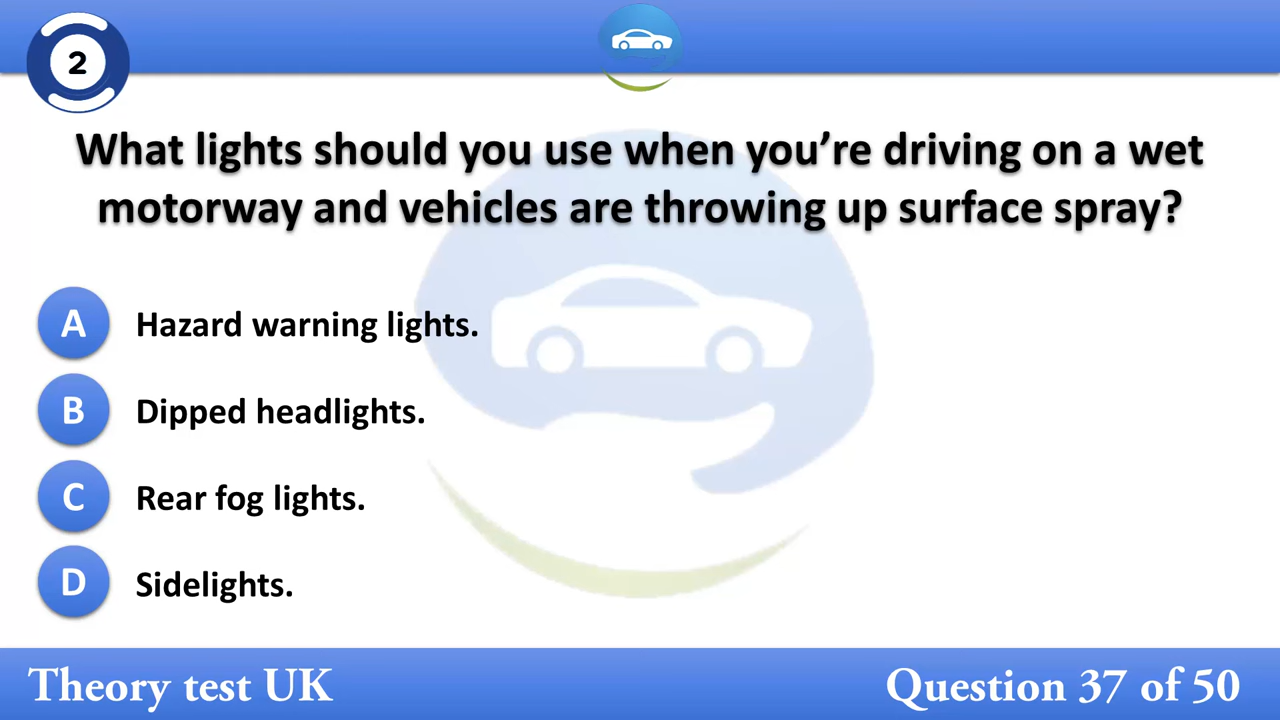 2
What lights should you use when you’re driving on a wet
motorway and vehicles are throwing up surface spray?
A Hazard warning lights.
B Dipped headlights.
C Rear fog lights.
D Sidelights.
Theory test UK Question 37 of 50